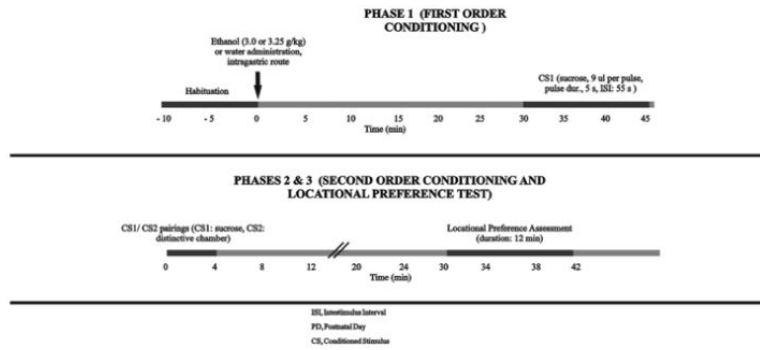 PHASE 1 (FIRST ORDER
CONDITIONING )
Ethanol (3.0 or 3.25 g/kg)
or water administration,
intragastric route
CS1 (sucrose, 9 ul per pulse,
pulse dur., 5 s, ISI: 55 s )
Habituation
- 10 - 5 0 5 10 15 20 25 30 35 40 45
Time (min)
PHASES 2 & 3 (SECOND ORDER CONDITIONING AND
LOCATIONAL PREFERENCE TEST)
CS1/ CS2 pairings (CS1: sucrose, CS2:
distinctive chamber)
Locational Preference Assessment
(duration: 12 min)
0 4 8 12 20 24 30 34 38 42
Time (min)
ISI, Interstimulus Interval
PD, Postnatal Day
CS, Conditioned Stimulus